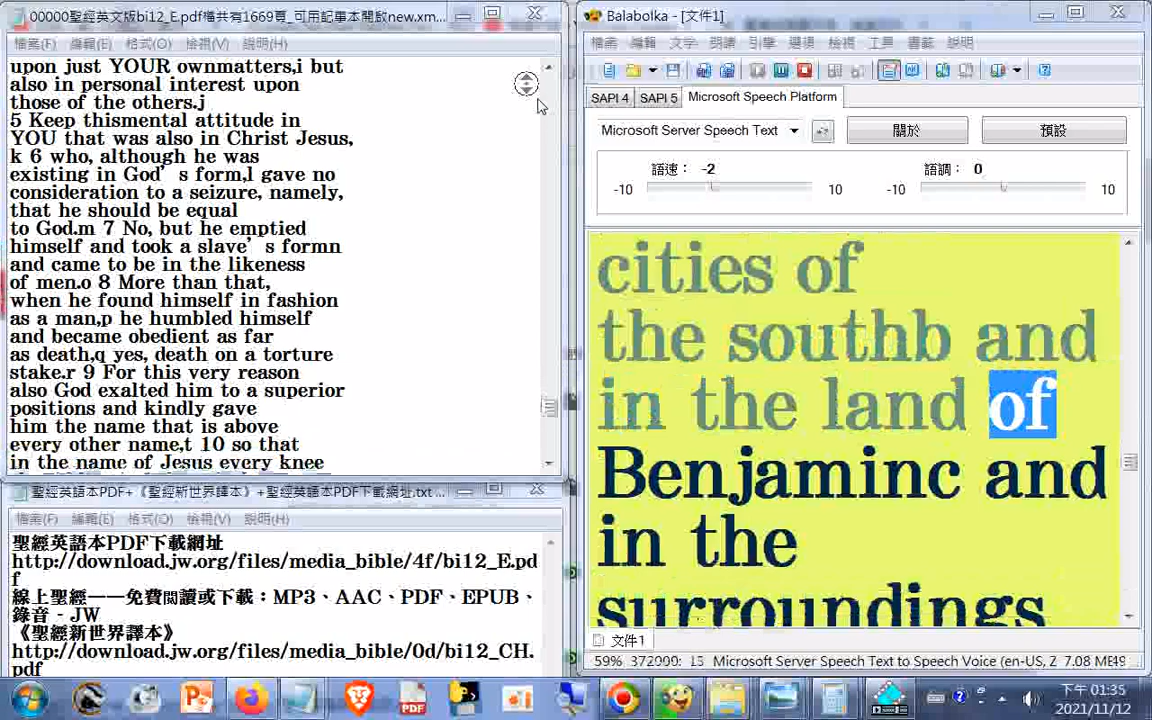 00000聖經英文版bi12_E.pdf檔共有1669頁_可用記事本開啟new.xm...
檔案(F) 編輯(E) 格式(O) 檢視(V) 說明(H)
upon just YOUR ownmatters,i but
also in personal interest upon
those of the others.j
5 Keep thismental attitude in
YOU that was also in Christ Jesus,
k 6 who, although he was
existing in God’s form,l gave no
consideration to a seizure, namely,
that he should be equal
to God.m 7 No, but he emptied
himself and took a slave’s formn
and came to be in the likeness
of men.o 8 More than that,
when he found himself in fashion
as a man,p he humbled himself
and became obedient as far
as death,q yes, death on a torture
stake.r 9 For this very reason
also God exalted him to a superior
positions and kindly gave
him the name that is above
every other name,t 10 so that
in the name of Jesus every knee
聖經英語本PDF+《聖經新世界譯本》+聖經英語本PDF下載網址.txt ...
檔案(F) 編輯(E) 格式(O) 檢視(V) 說明(H)
聖經英語本PDF下載網址
http://download.jw.org/files/media_bible/4f/bi12_E.pd
f
線上聖經——免費閱讀或下載：MP3、AAC、PDF、EPUB、
錄音 - JW
《聖經新世界譯本》
http://download.jw.org/files/media_bible/0d/bi12_CH.
pdf
Balabolka - [文件1]
檔案 編輯 文字 朗讀 引擎 選項 檢視 工具 書籤 說明
SAPI 4 SAPI 5 Microsoft Speech Platform
Microsoft Server Speech Text 關於 預設
語速： -2 語調： 0
-10 10 -10 10
cities of
the southb and
in the land of
Benjaminc and
in the
surroundings
文件1
59% 372000: 15 Microsoft Server Speech Text to Speech Voice (en-US, Z 7.08 ME
下午 01:35
2021/11/12